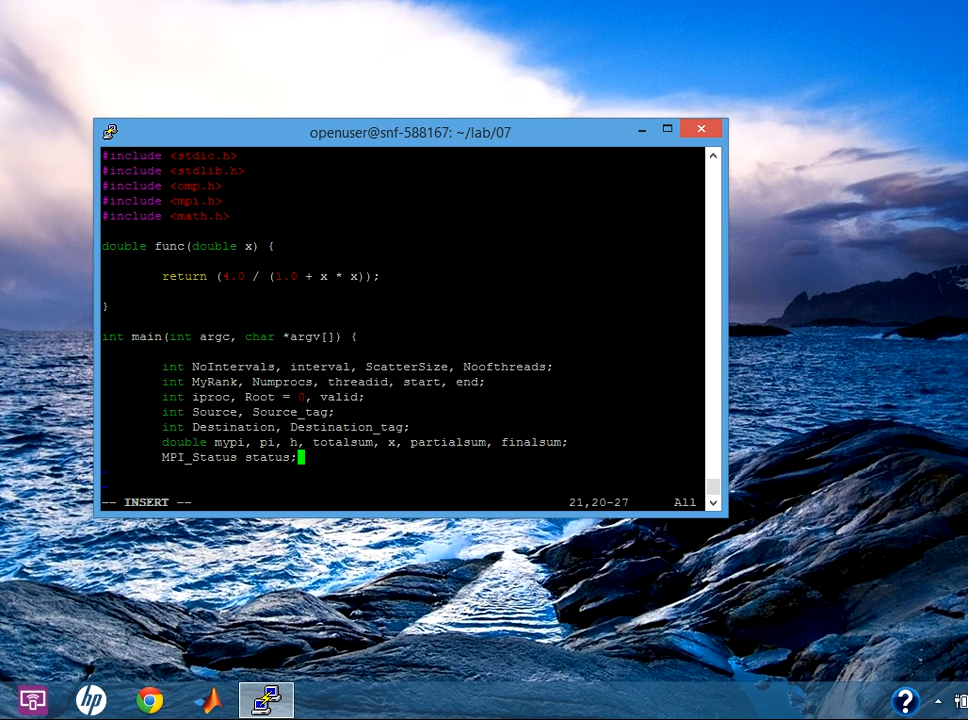 openuser@snf-588167: ~/lab/07
#include <stdio.h>
#include <stdlib.h>
#include <omp.h>
#include <mpi.h>
#include <math.h>
double func(double x) {
return (4.0 / (1.0 + x * x));
}
int main(int argc, char *argv[]) {
int NoIntervals, interval, ScatterSize, Noofthreads;
int MyRank, Numprocs, threadid, start, end;
int iproc, Root = 0, valid;
int Source, Source_tag;
int Destination, Destination_tag;
double mypi, pi, h, totalsum, x, partialsum, finalsum;
MPI_Status status;
~
-- INSERT -- 21,20-27 All
hp ?